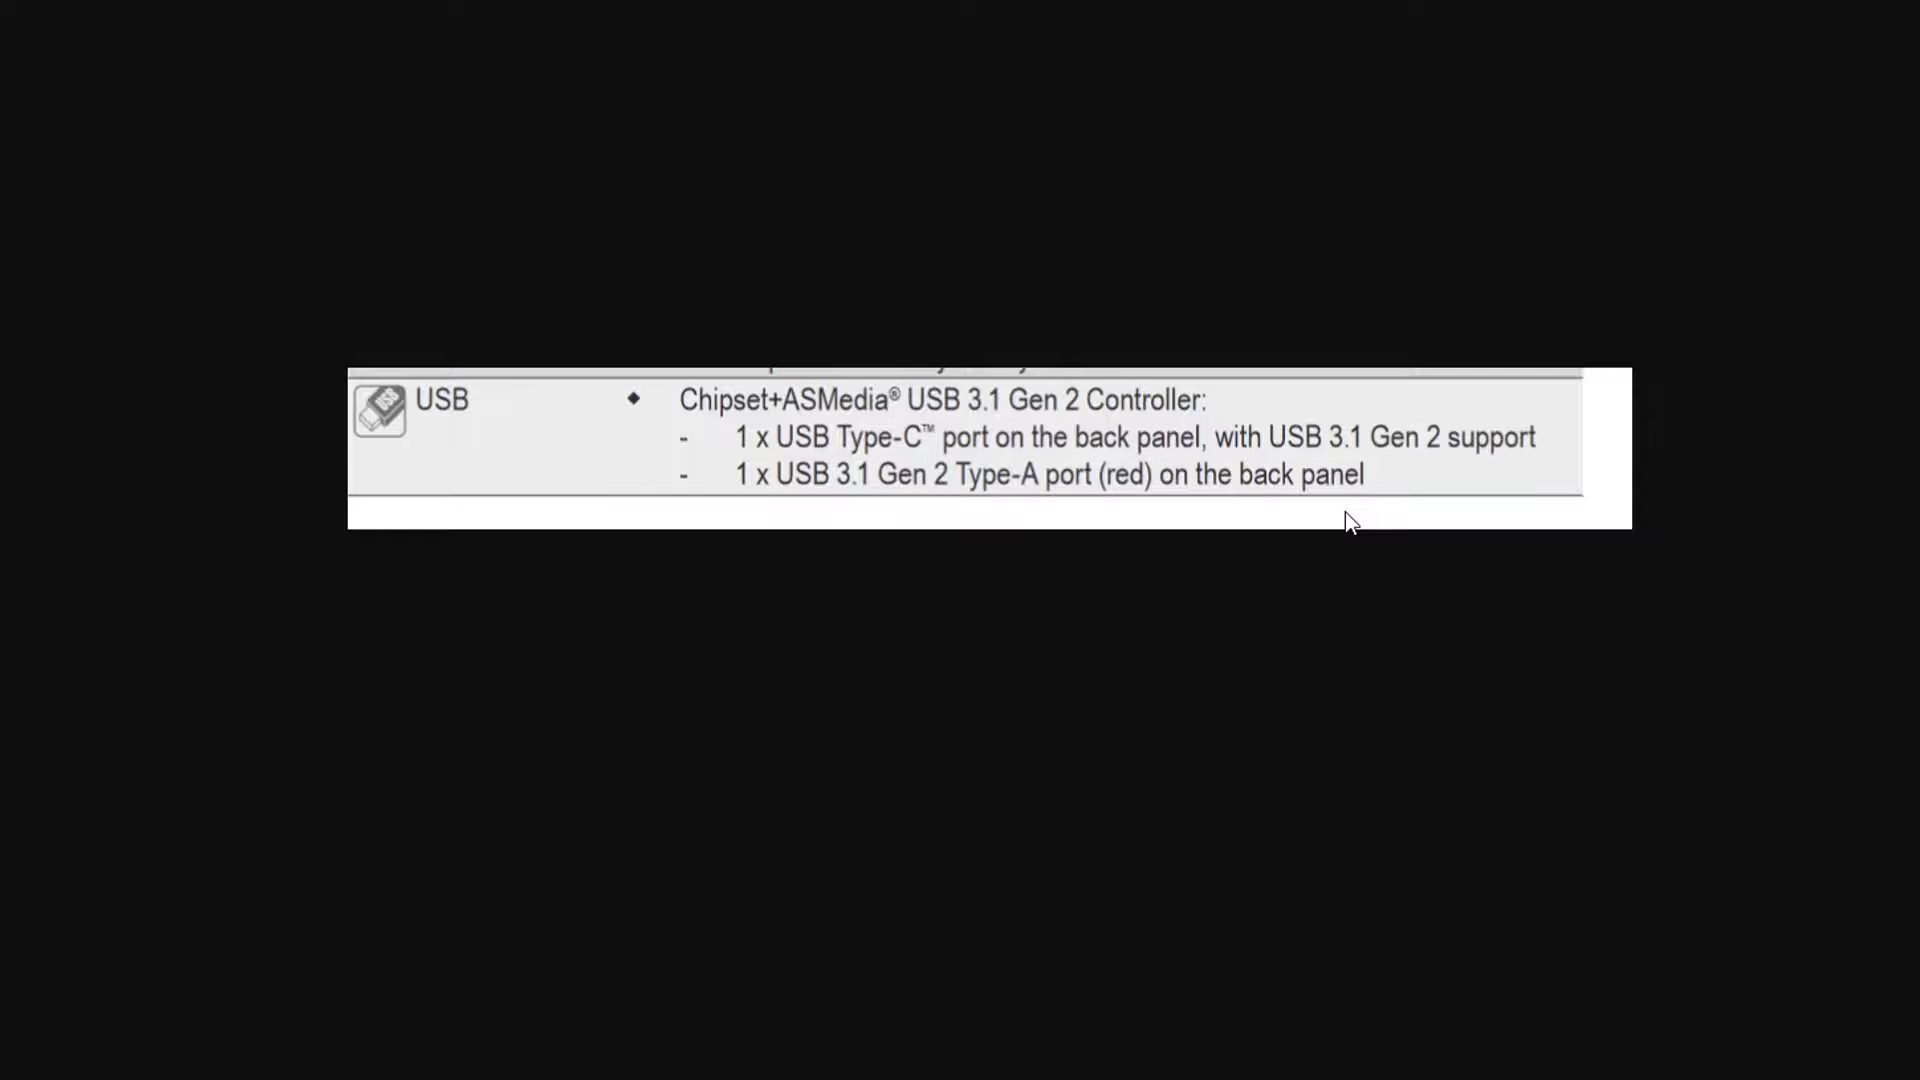 USB ◆ Chipset+ASMedia® USB 3.1 Gen 2 Controller:
- 1 x USB Type-C™ port on the back panel, with USB 3.1 Gen 2 support
- 1 x USB 3.1 Gen 2 Type-A port (red) on the back panel